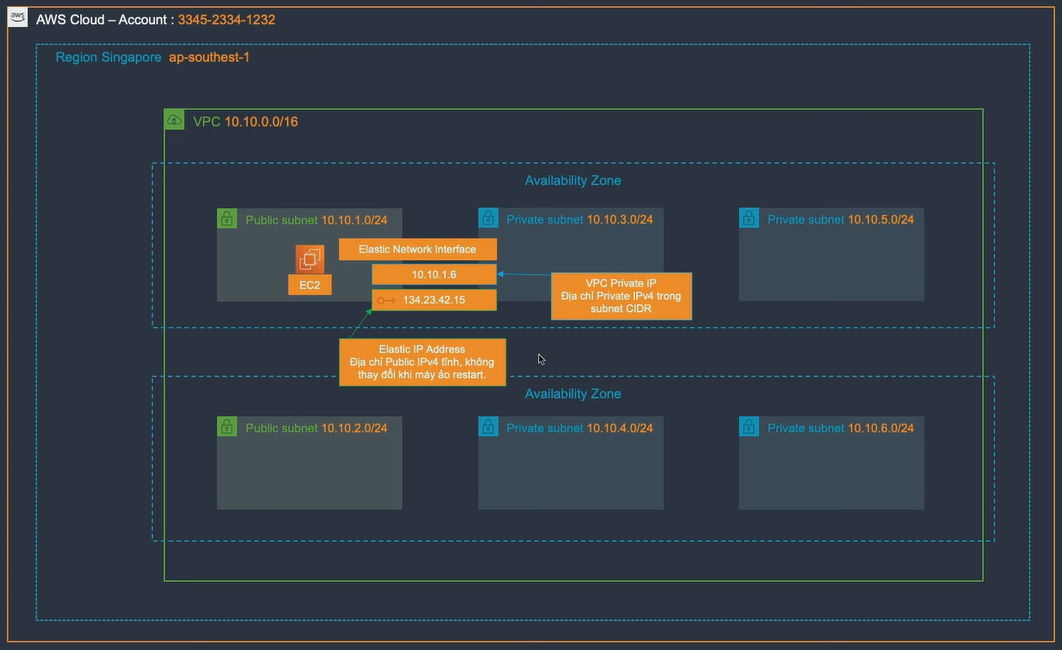 aws
AWS Cloud – Account : 3345-2334-1232
Region Singapore ap-southest-1
VPC 10.10.0.0/16
Availability Zone
Public subnet 10.10.1.0/24
Private subnet 10.10.3.0/24
Private subnet 10.10.5.0/24
Elastic Network Interface
EC2
10.10.1.6
134.23.42.15
VPC Private IP
Địa chỉ Private IPv4 trong
subnet CIDR
Elastic IP Address
Địa chỉ Public IPv4 tĩnh, không
thay đổi khi máy ảo restart.
Availability Zone
Public subnet 10.10.2.0/24
Private subnet 10.10.4.0/24
Private subnet 10.10.6.0/24